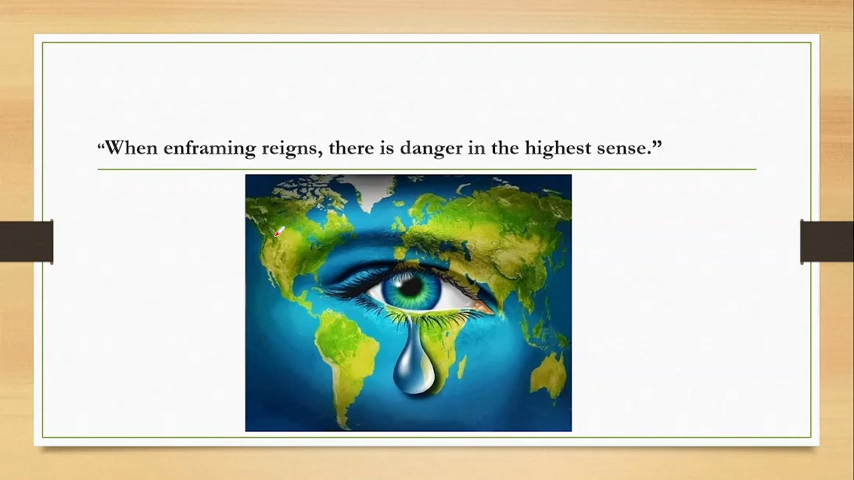 “When enframing reigns, there is danger in the highest sense.”